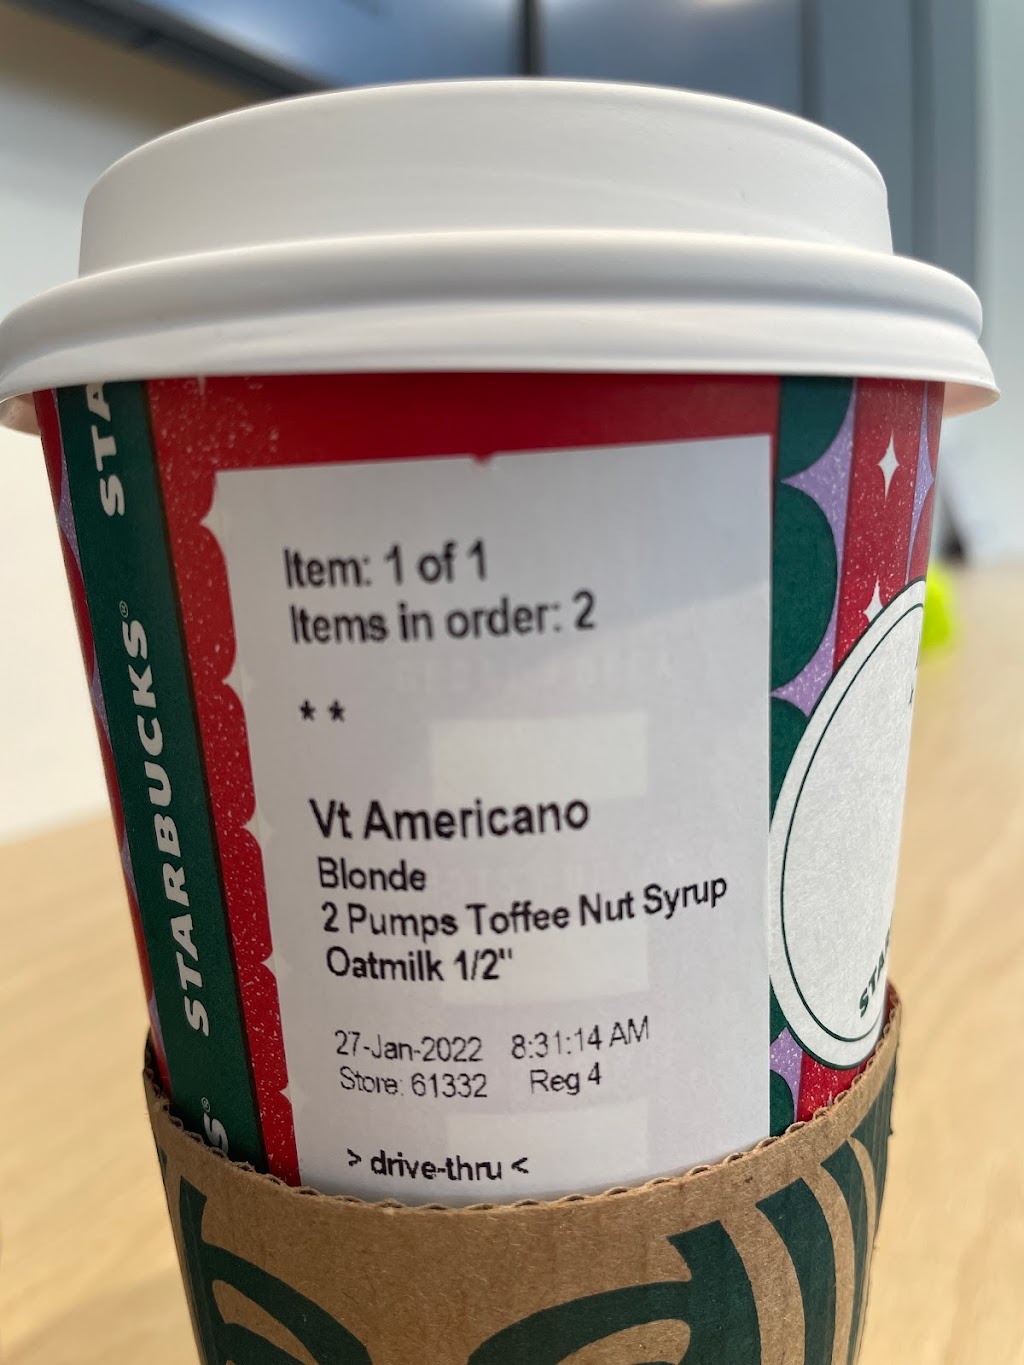 STA
STARBUCKS®
S®
Item: 1 of 1
Items in order: 2
* *
Vt Americano
Blonde
2 Pumps Toffee Nut Syrup
Oatmilk 1/2"
27-Jan-2022 8:31:14 AM
Store: 61332 Reg 4
> drive-thru <
STA